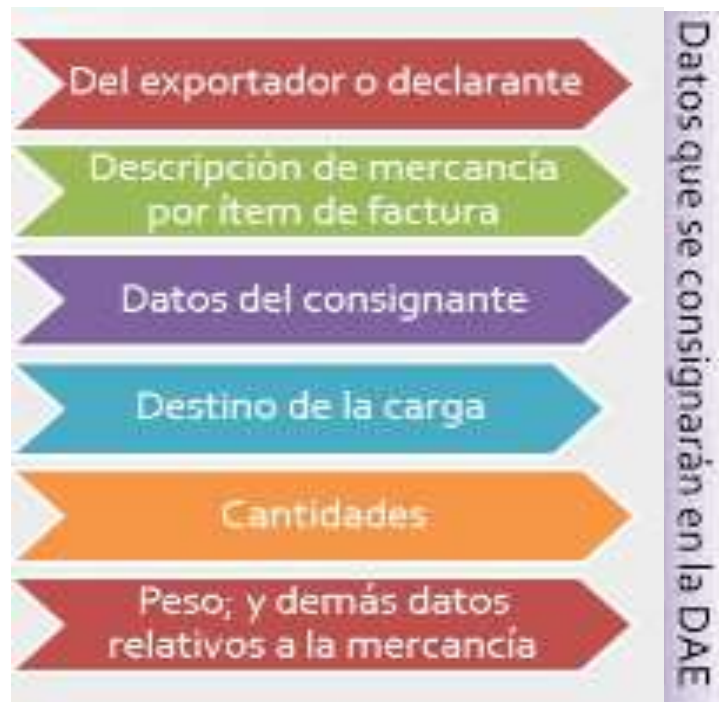 Del exportador o declarante
Descripción de mercancía
por ítem de factura
Datos del consignante
Destino de la carga
Cantidades
Peso; y demás datos
relativos a la mercancía
Datos que se consignarán en la DAE